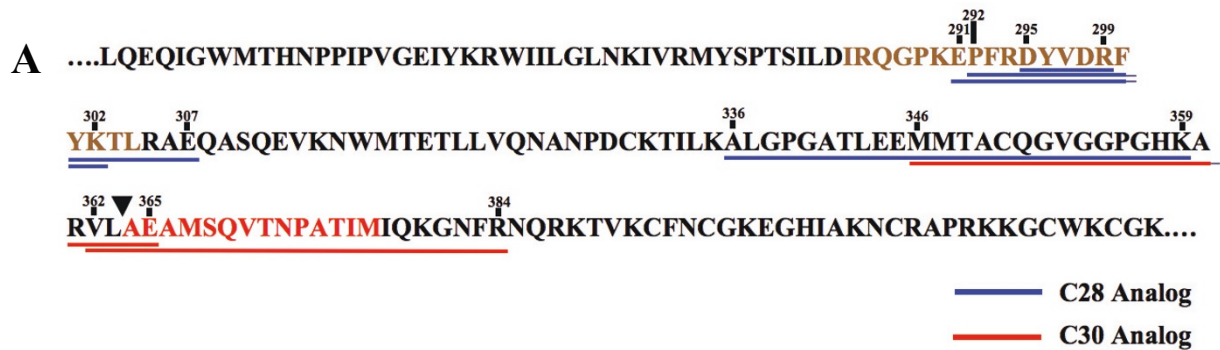 292
291 295 299
A ....LQEQIGWMTHNPPIPVGEIYKRWIILGLNKIVRMYSPTSILDIRQGPKEPFRDYVDRF
302 307 336 346 359
YKTLRAEQASQEVKNWMTETLLVQNANPDCKTILKALGPGATLEEMMTACQGVGGPGHKA
362 365 384
RVLAEAMSQVTNPATIMIQKGNFRNQRKTVKCFNCGKEGHIAKNCRAPRKKGCWKCGK....
C28 Analog
C30 Analog